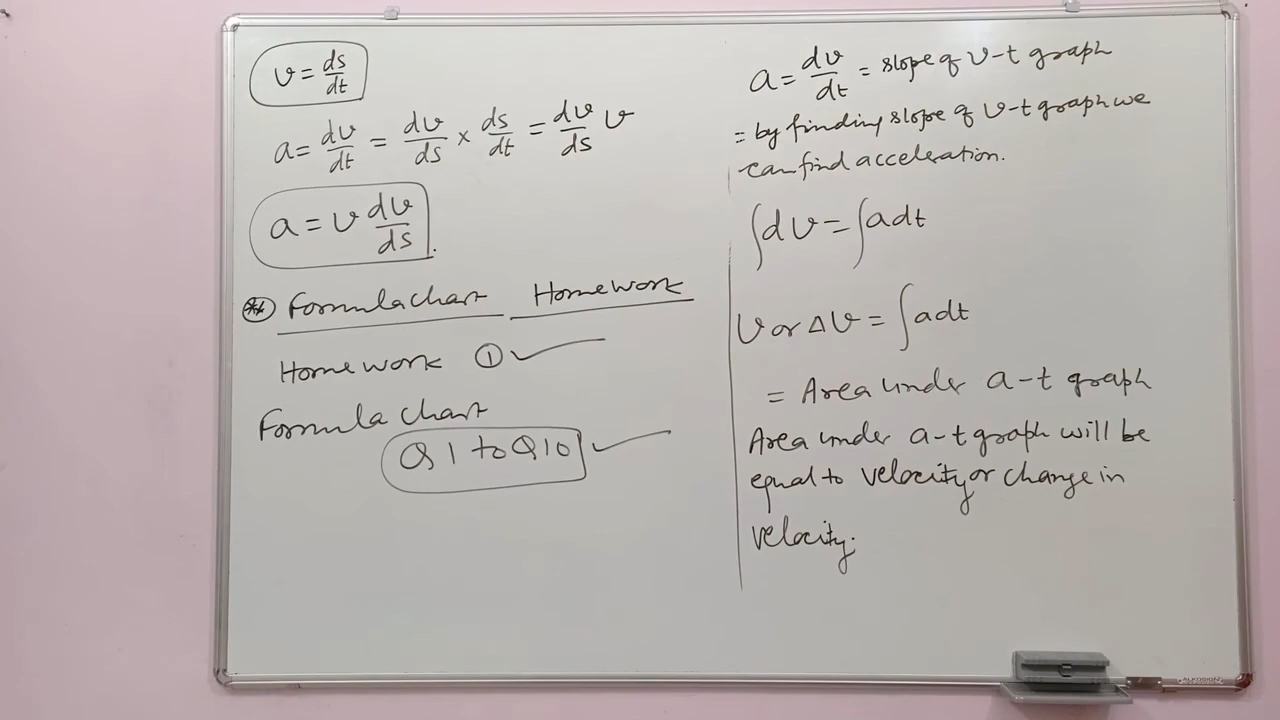 v = ds/dt
a = dv/dt = dv/ds × ds/dt = dv/ds v
a = v dv/ds.
** Formula chart Homework
Homework ①
Formula chart
Q1 to Q10
a = dv/dt = slope of v-t graph
= by finding slope of v-t graph we
can find acceleration.
∫dv = ∫adt
v or Δv = ∫adt
= Area under a-t graph
Area under a-t graph will be
equal to velocity or change in
velocity.